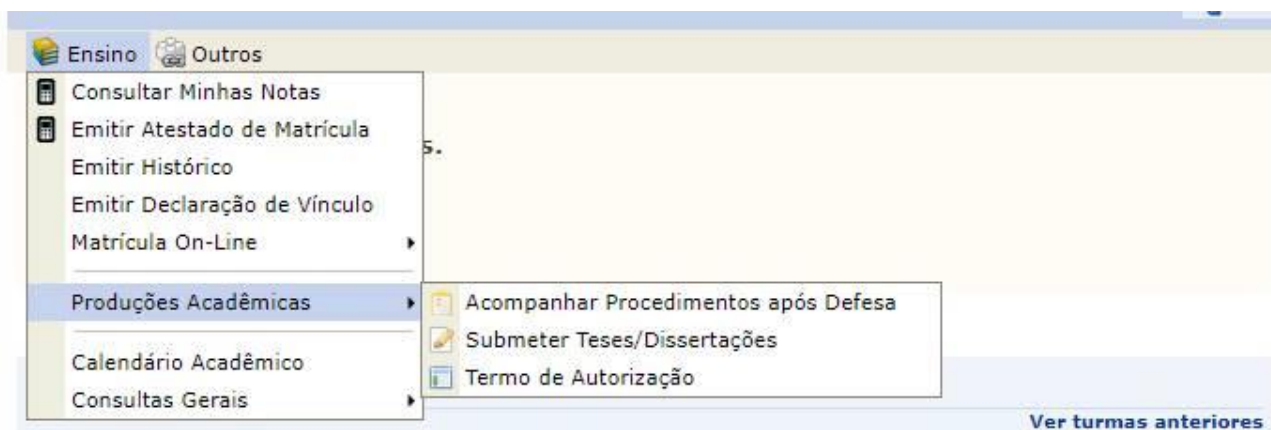 Ensino Outros
Consultar Minhas Notas
Emitir Atestado de Matrícula
s.
Emitir Histórico
Emitir Declaração de Vínculo
Matrícula On-Line
Produções Acadêmicas
Acompanhar Procedimentos após Defesa
Submeter Teses/Dissertações
Termo de Autorização
Calendário Acadêmico
Consultas Gerais
Ver turmas anteriores